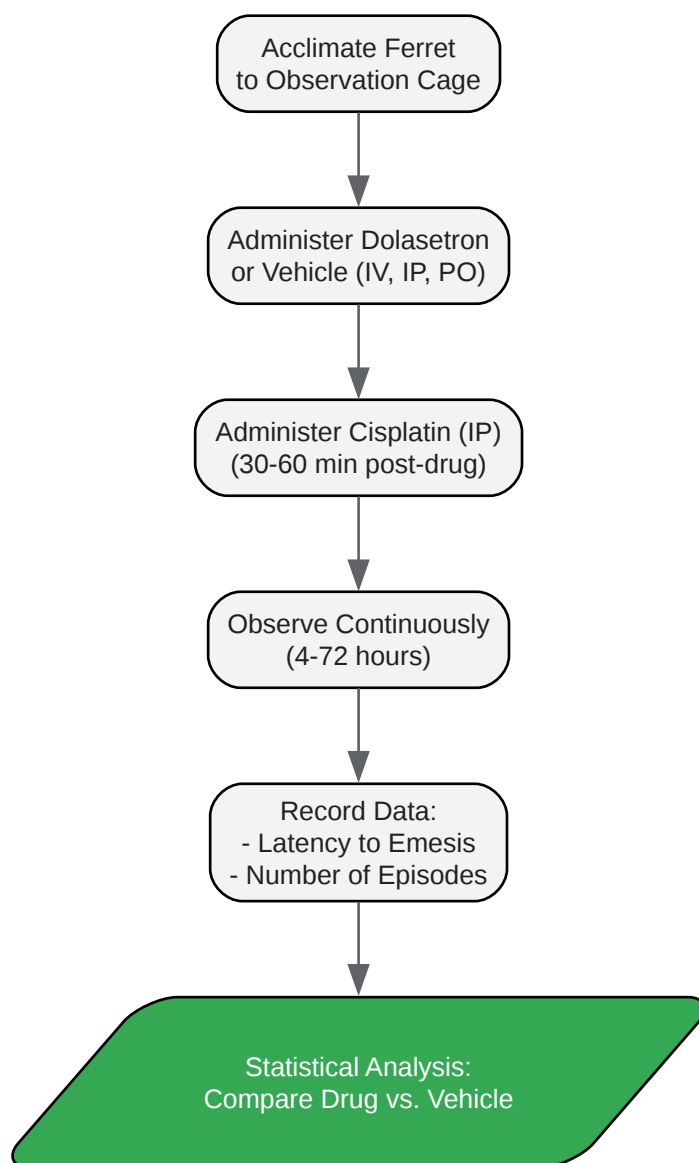 Acclimate Ferret
to Observation Cage
Administer Dolasetron
or Vehicle (IV, IP, PO)
Administer Cisplatin (IP)
(30-60 min post-drug)
Observe Continuously
(4-72 hours)
Record Data:
- Latency to Emesis
- Number of Episodes
Statistical Analysis:
Compare Drug vs. Vehicle